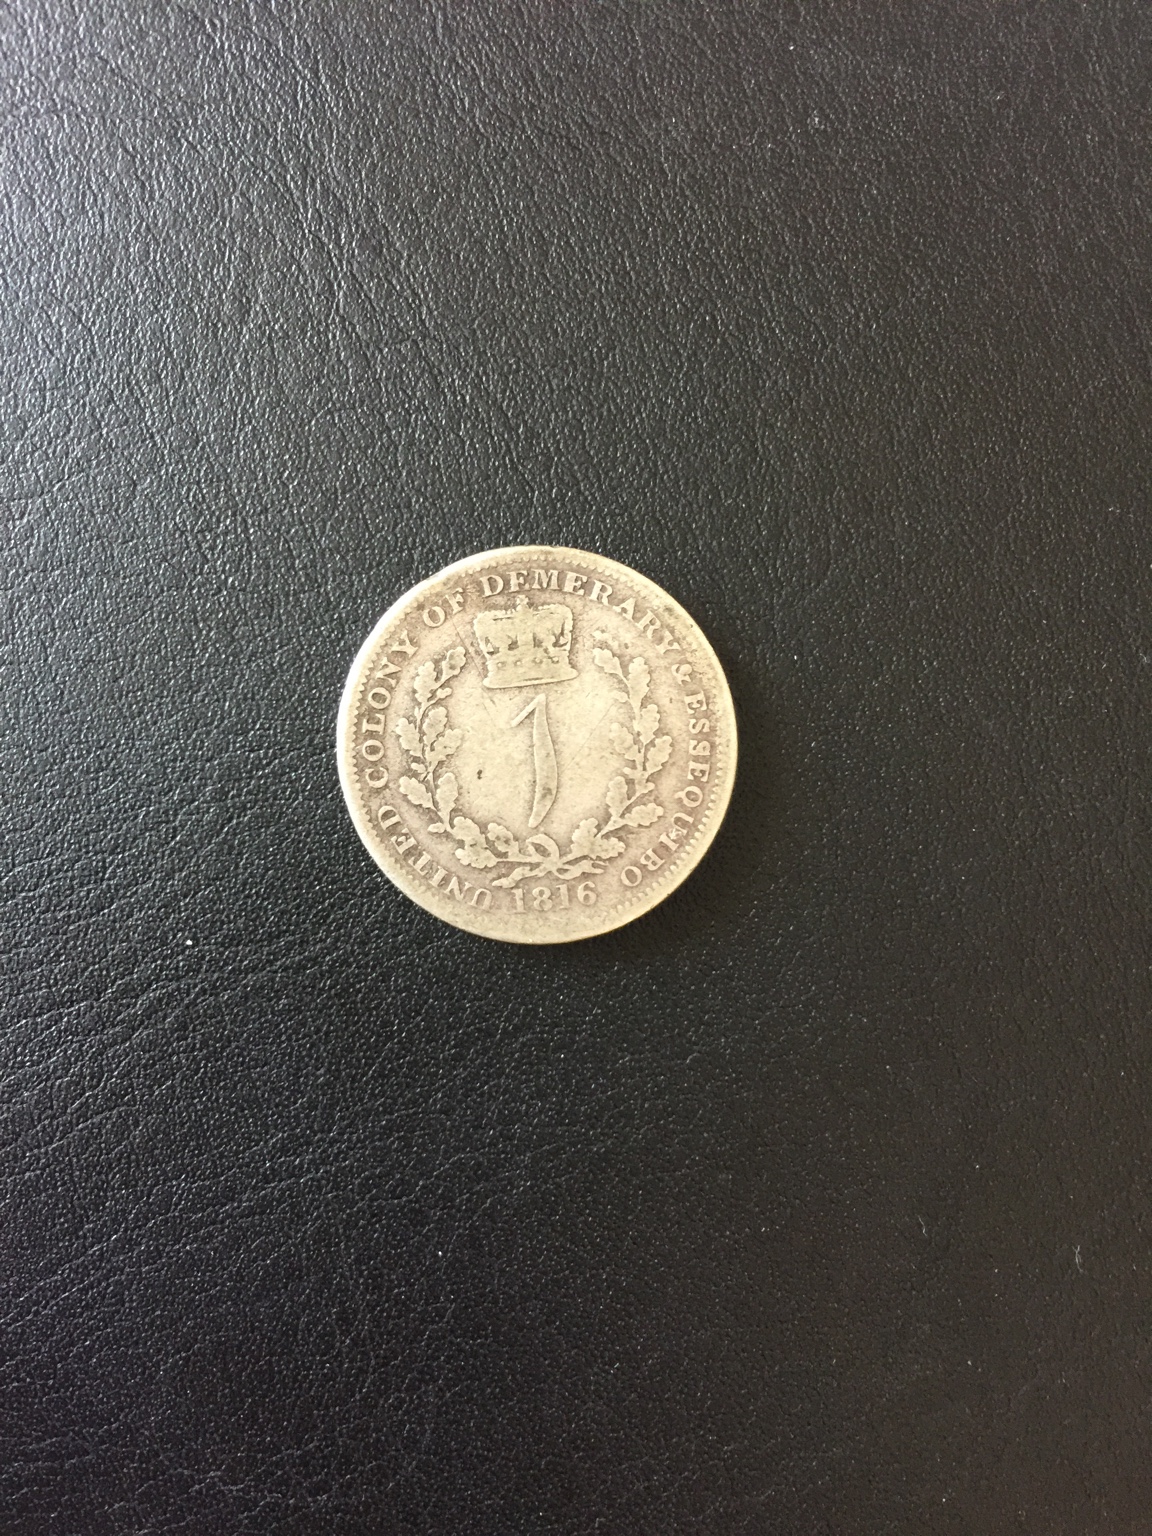 UNITED COLONY OF DEMERARY & ESSEQUIBO
1
1816